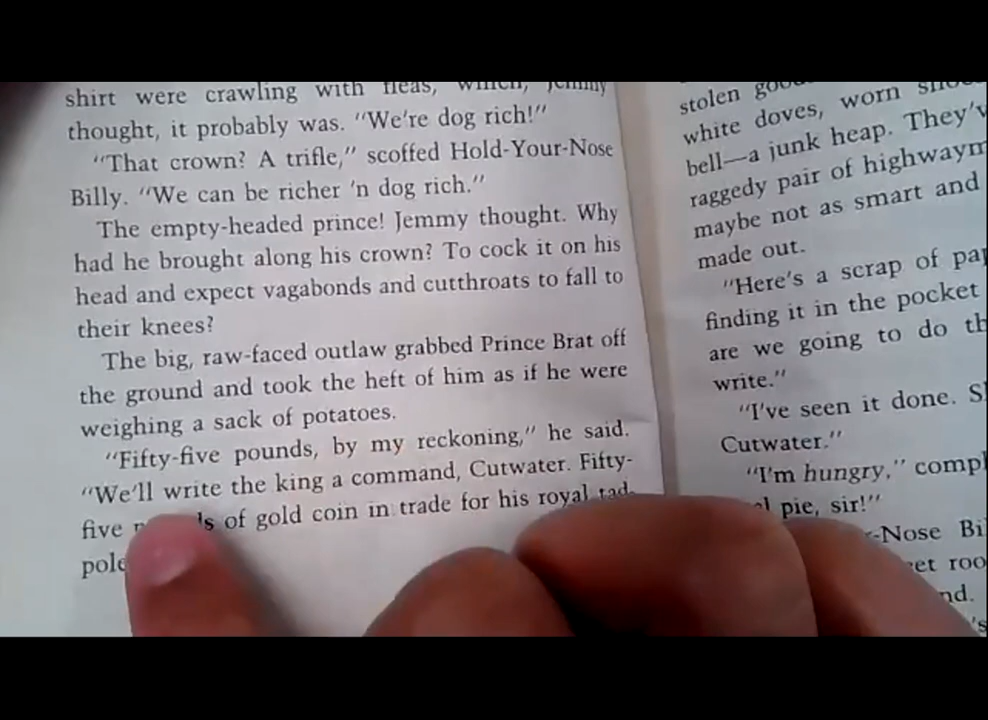 shirt were crawling with fleas, which, Jemmy
thought, it probably was. "We're dog rich!"
"That crown? A trifle," scoffed Hold-Your-Nose
Billy. "We can be richer 'n dog rich."
The empty-headed prince! Jemmy thought. Why
had he brought along his crown? To cock it on his
head and expect vagabonds and cutthroats to fall to
their knees?
The big, raw-faced outlaw grabbed Prince Brat off
the ground and took the heft of him as if he were
weighing a sack of potatoes.
"Fifty-five pounds, by my reckoning," he said.
"We'll write the king a command, Cutwater. Fifty-
five of gold coin in trade for his royal tad-
pole
stolen
white doves, worn
bell—a junk heap. They'v
raggedy pair of highwaym
maybe not as smart and
made out.
"Here's a scrap of pap
finding it in the pocket
are we going to do th
write."
"I've seen it done. S
Cutwater."
"I'm hungry," compl
pie, sir!"
-Nose Bi